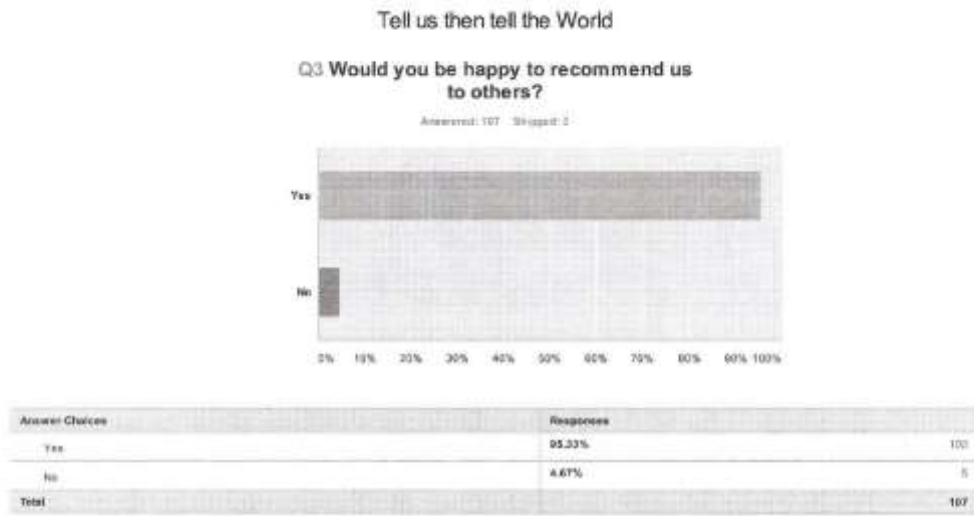 Tell us then tell the World
Q3 Would you be happy to recommend us
to others?
Answered: 107 Skipped:
Yes
No
0% 10% 20% 30% 40% 50% 60% 70% 80% 90% 100%
Answer Choices Responses
Yes 95.33% 102
No 4.67% 5
Total 107